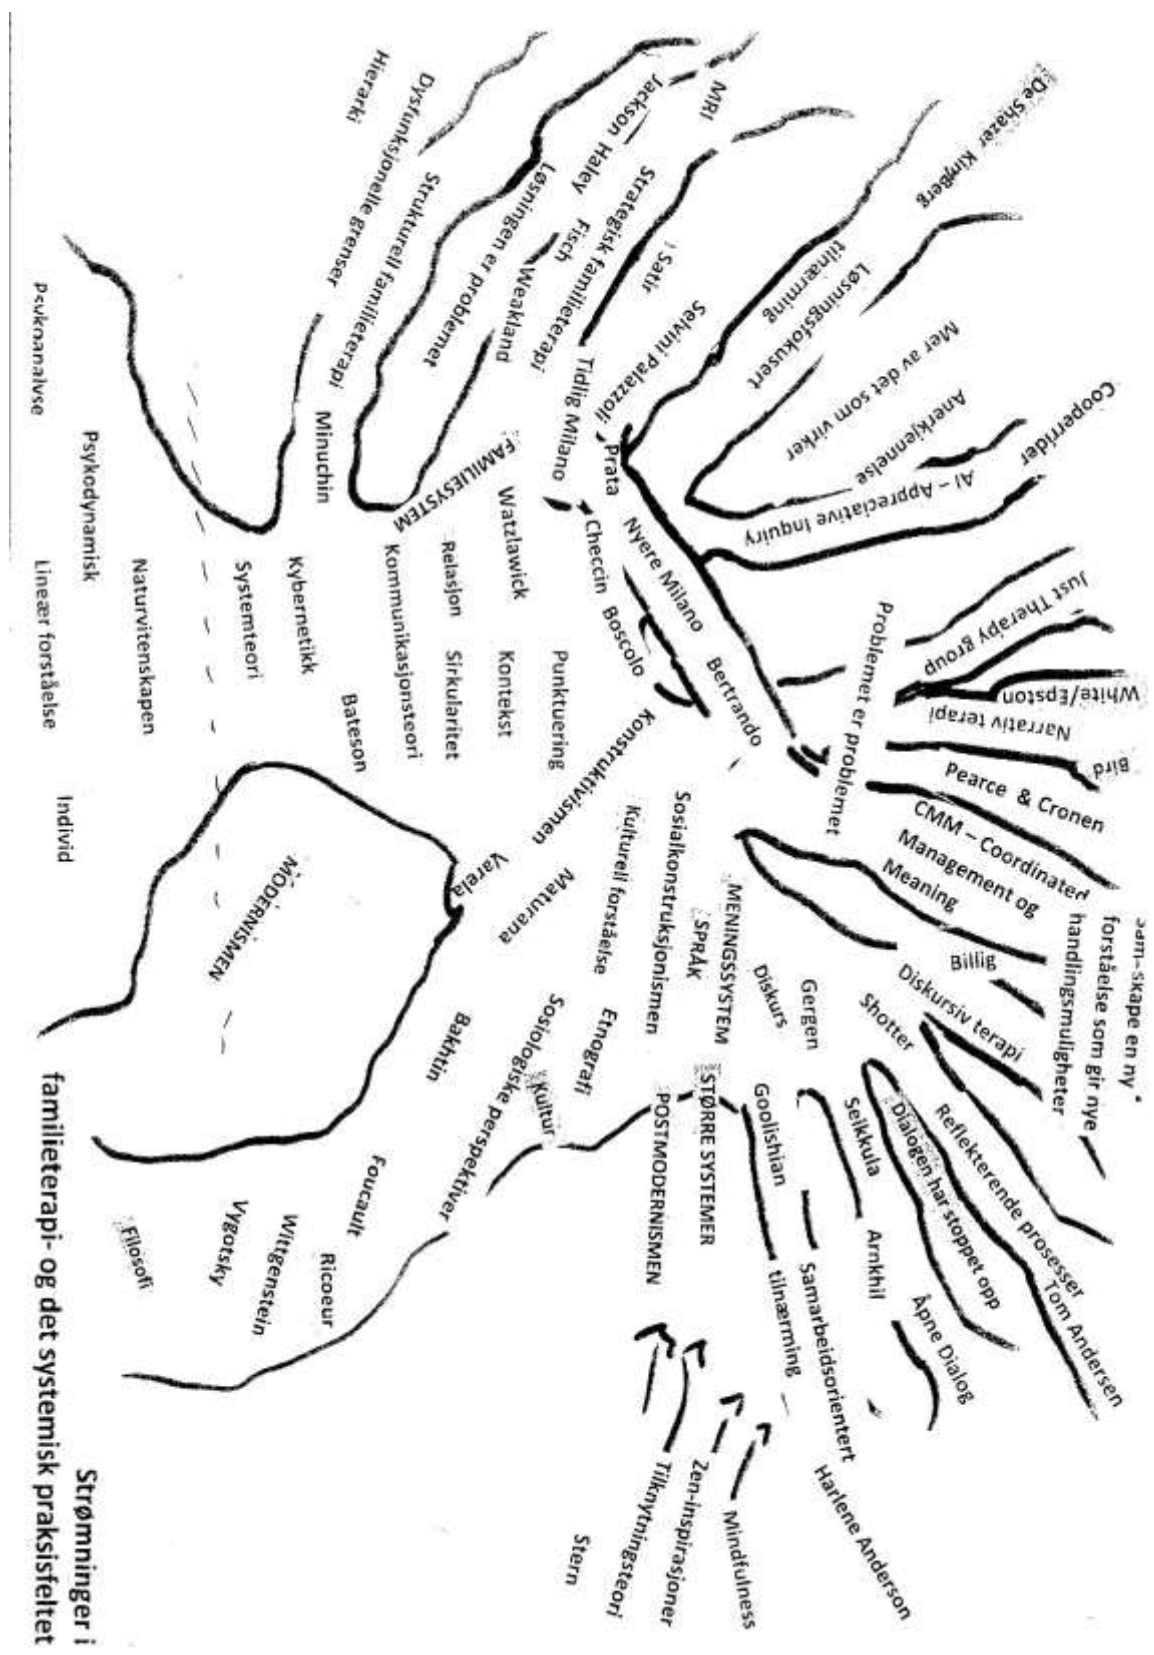 Strømninger i
familieterapi- og det systemisk praksisfeltet
De Shazer Kim Berg
tilnærming
Løsningsfokusert
Mer av det som virker
Anerkjennelse
AI – Appreciative Inquiry
Cooperrider
Just Therapy
group
White/Epston
Narrativ terapi
Bird
Problemet er problemet
Pearce & Cronen
CMM – Coordinated
Management og
Meaning
skape en ny
forståelse som gir nye
handlingsmuligheter
Billig
Diskursiv terapi
Shotter
Reflekterende prosesser
Tom Andersen
Dialogen har stoppet opp
Åpne Dialog
Seikkula
Arnkhil
Samarbeidsorientert
tilnærming
Harlene Anderson
Goolishian
Gergen
Diskurs
MRI
Jackson
Haley
Fisch
Weakland
Strategisk familieterapi
Løsningen er problemet
Satir
Selvini Palazzoli
Prata
Tidlig Milano
Checcin
Boscolo
Nyere Milano
Bertrando
MENINGSSYSTEM
SPRÅK
Sosialkonstruksjonismen
Kulturell forståelse
Etnografi
STØRRE SYSTEMER
POSTMODERNISMEN
Mindfulness
Zen-inspirasjoner
Tilknytningsteori
Stern
Strukturell familieterapi
Dysfunksjonelle grenser
Hierarki
Minuchin
FAMILIESYSTEM
Watzlawick
Punktuering
Kontekst
Relasjon
Sirkularitet
Kommunikasjonsteori
Bateson
Kybernetikk
Systemteori
Konstruktivismen
Maturana
Varela
Sosiologiske perspektiver
Kultur
Bakhtin
Foucault
Ricoeur
Wittgenstein
Vygotsky
Filosofi
MODERNISMEN
Naturvitenskapen
Psykodynamisk
Psykoanalyse
Lineær forståelse
Individ